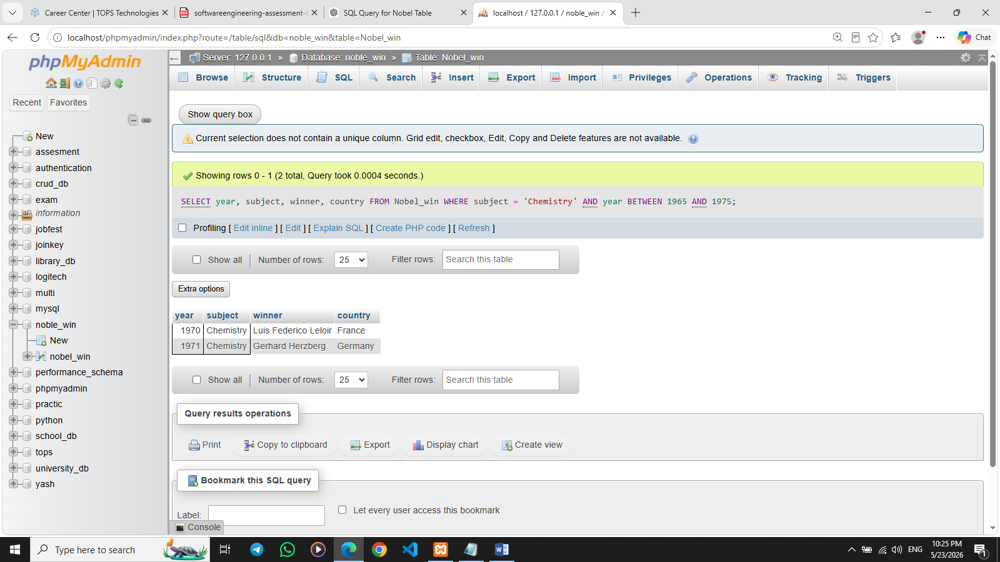 Career Center | TOPS Technologies
softwareengineering-assessment-(
SQL Query for Nobel Table
localhost / 127.0.0.1 / noble_win /
localhost/phpmyadmin/index.php?route=/table/sql&db=noble_win&table=Nobel_win
Chat
phpMyAdmin
Recent
Favorites
New
assesment
authentication
crud_db
exam
information
jobfest
joinkey
library_db
logitech
multi
mysql
noble_win
New
nobel_win
performance_schema
phpmyadmin
practic
python
school_db
tops
university_db
yash
Server: 127.0.0.1 » Database: noble_win » Table: Nobel_win
Browse Structure SQL Search Insert Export Import Privileges Operations Tracking Triggers
Show query box
Current selection does not contain a unique column. Grid edit, checkbox, Edit, Copy and Delete features are not available.
Showing rows 0 - 1 (2 total, Query took 0.0004 seconds.)
SELECT year, subject, winner, country FROM Nobel_win WHERE subject = 'Chemistry' AND year BETWEEN 1965 AND 1975;
Profiling [ Edit inline ] [ Edit ] [ Explain SQL ] [ Create PHP code ] [ Refresh ]
Show all | Number of rows: 25 Filter rows: Search this table
Extra options
year subject winner country
1970 Chemistry Luis Federico Leloir France
1971 Chemistry Gerhard Herzberg Germany
Show all | Number of rows: 25 Filter rows: Search this table
Query results operations
Print Copy to clipboard Export Display chart Create view
Bookmark this SQL query
Label: Let every user access this bookmark
Console
Type here to search
ENG
10:25 PM
5/23/2026
1